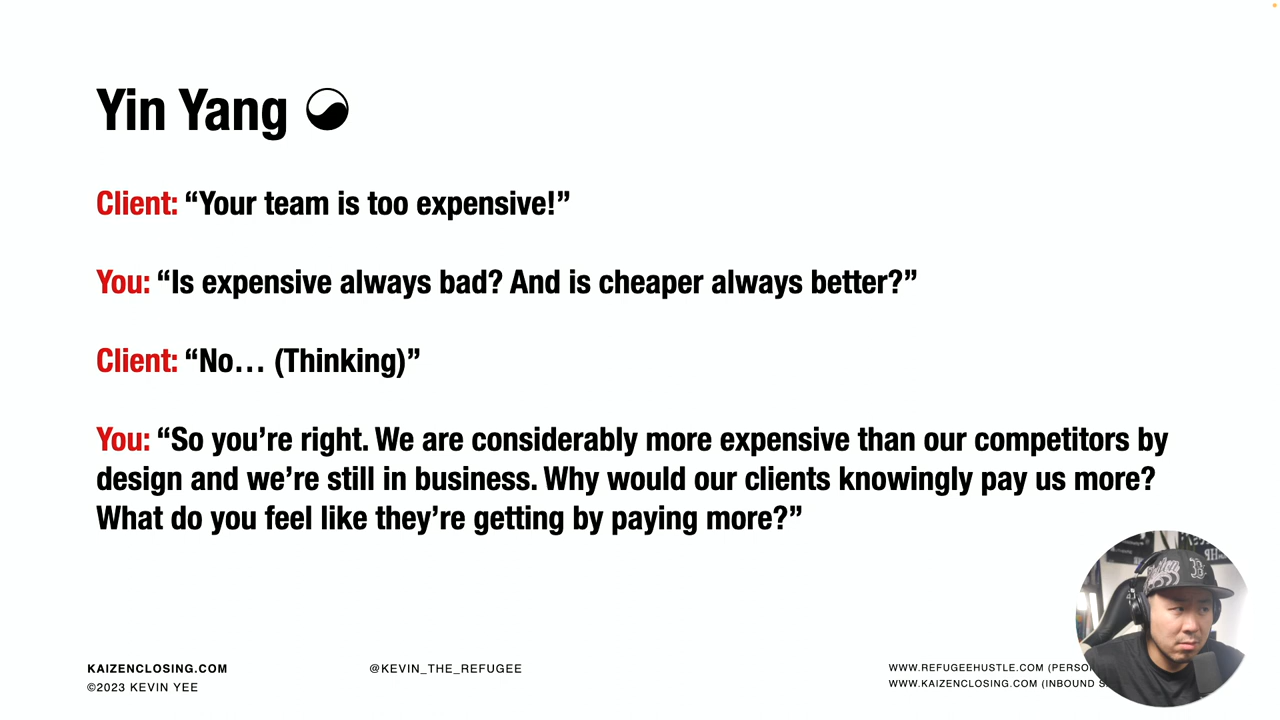 Yin Yang
Client: “Your team is too expensive!”
You: “Is expensive always bad? And is cheaper always better?”
Client: “No… (Thinking)”
You: “So you’re right. We are considerably more expensive than our competitors by
design and we’re still in business. Why would our clients knowingly pay us more?
What do you feel like they’re getting by paying more?”
KAIZENCLOSING.COM
©2023 KEVIN YEE
@KEVIN_THE_REFUGEE
WWW.REFUGEEHUSTLE.COM
WWW.KAIZENCLOSING.COM (INBOUND